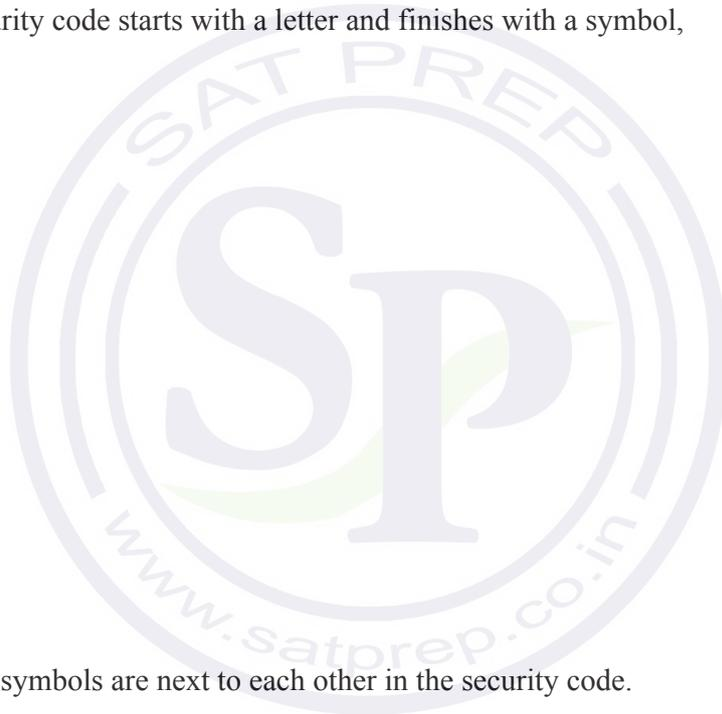 rity code starts with a letter and finishes with a symbol,
SAT PREP
SP
www.satprep.co.in
symbols are next to each other in the security code.